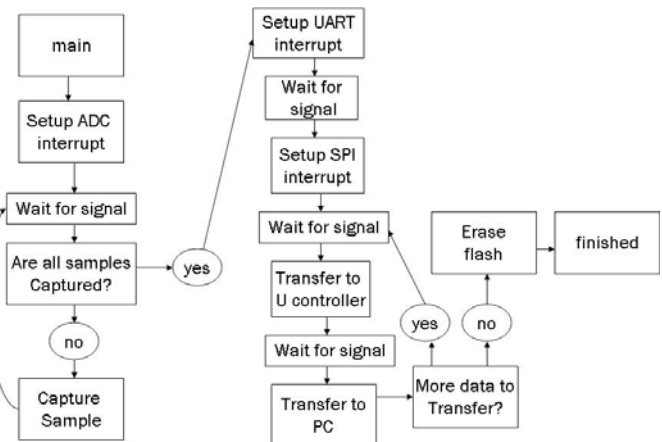 main
Setup ADC
interrupt
Wait for signal
Are all samples
Captured?
yes
no
Capture
Sample
Setup UART
interrupt
Wait for
signal
Setup SPI
interrupt
Wait for signal
Transfer to
U controller
Wait for signal
Transfer to
PC
More data to
Transfer?
yes
no
Erase
flash
finished